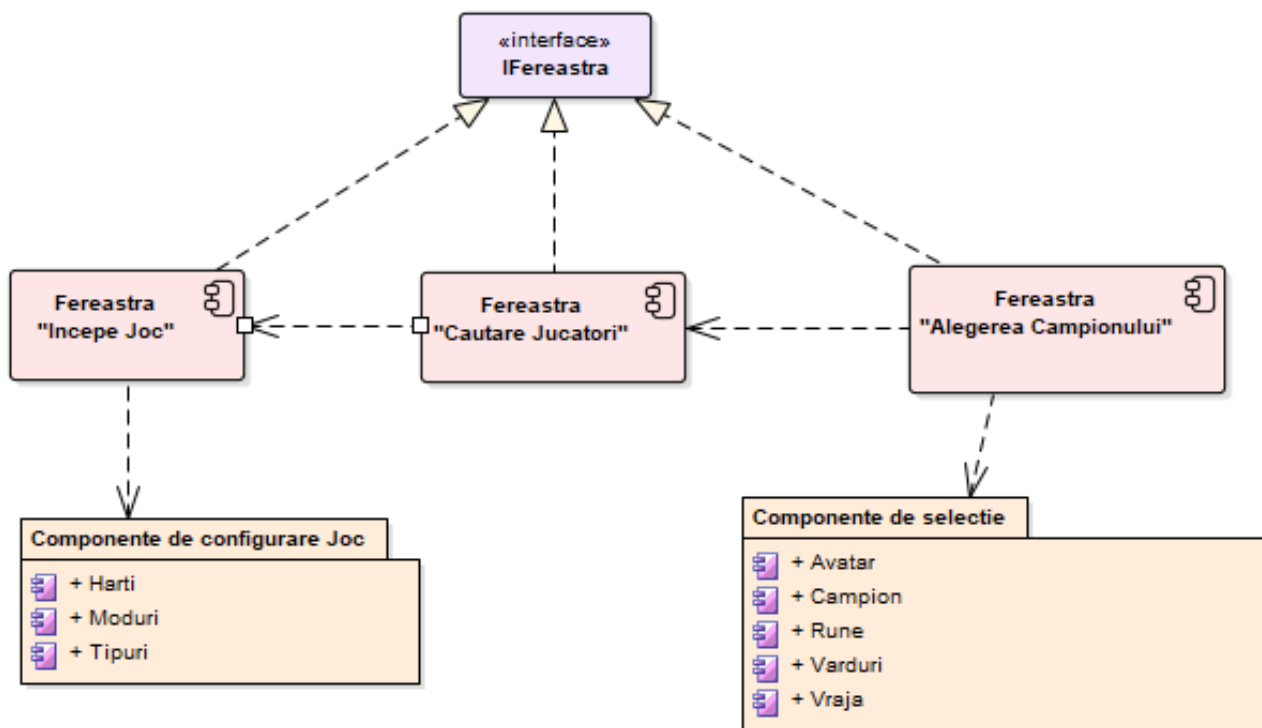 «interface»
IFereastra
Fereastra
"Incepe Joc"
Fereastra
"Cautare Jucatori"
Fereastra
"Alegerea Campionului"
Componente de configurare Joc
+ Harti
+ Moduri
+ Tipuri
Componente de selectie
+ Avatar
+ Campion
+ Rune
+ Varduri
+ Vraja